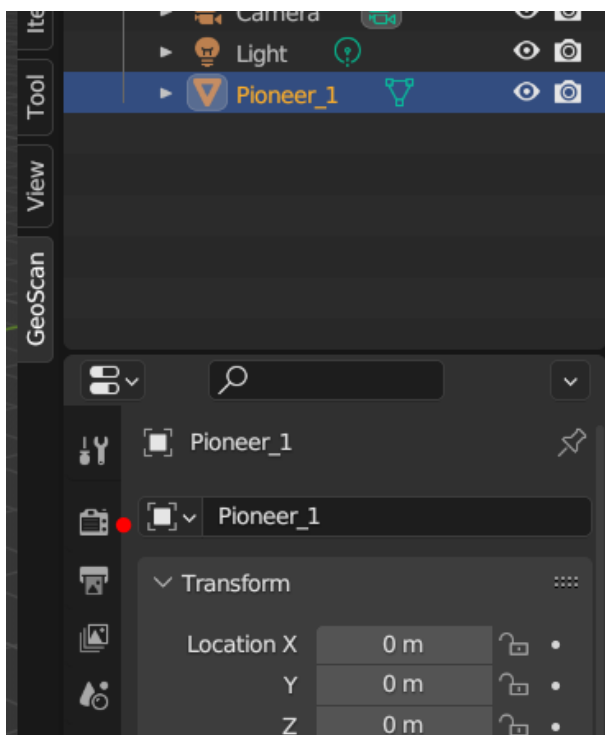 Ite
Camera
Light
Tool
Pioneer_1
View
GeoScan
Pioneer_1
Pioneer_1
Transform
Location X 0 m
Y 0 m
Z 0 m